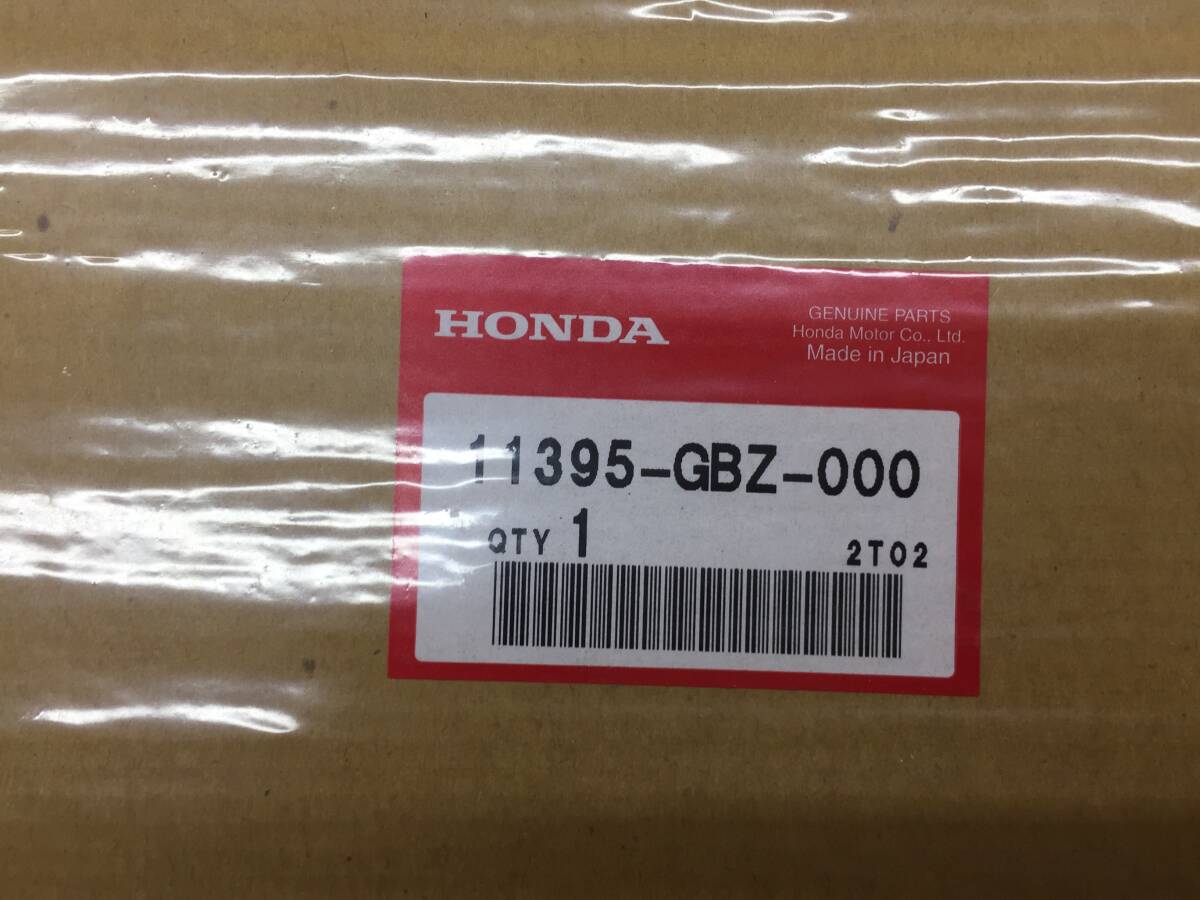 HONDA
GENUINE PARTS
Honda Motor Co., Ltd.
Made in Japan
11395-GBZ-000
QTY 1
2T02